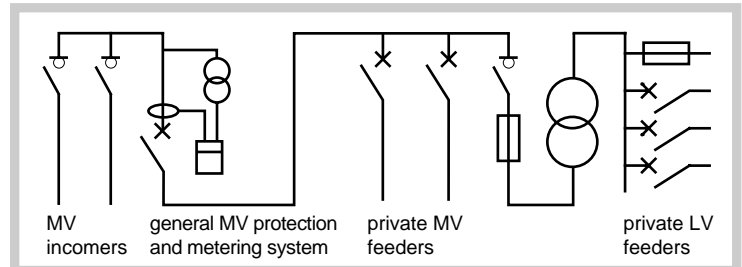 MV
incomers
general MV protection
and metering system
private MV
feeders
private LV
feeders